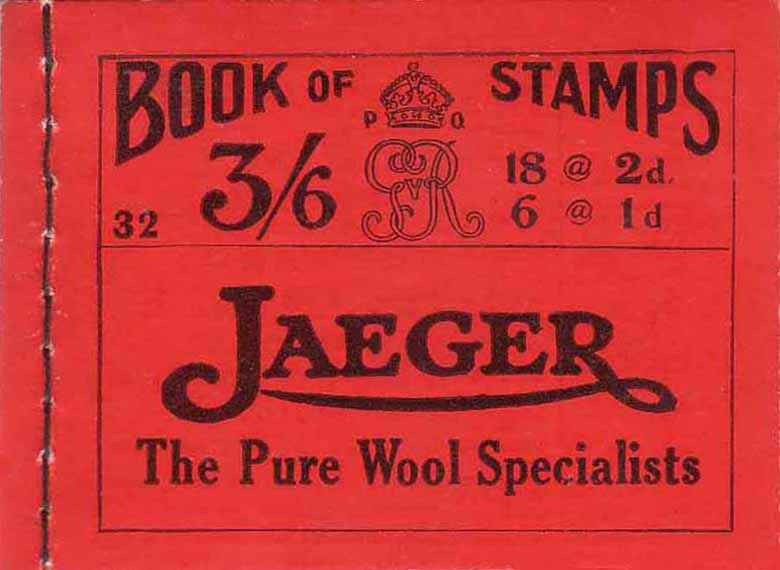 BOOK OF STAMPS
P O
32 3/6 GVR 18 @ 2d.
6 @ 1d
JAEGER
The Pure Wool Specialists